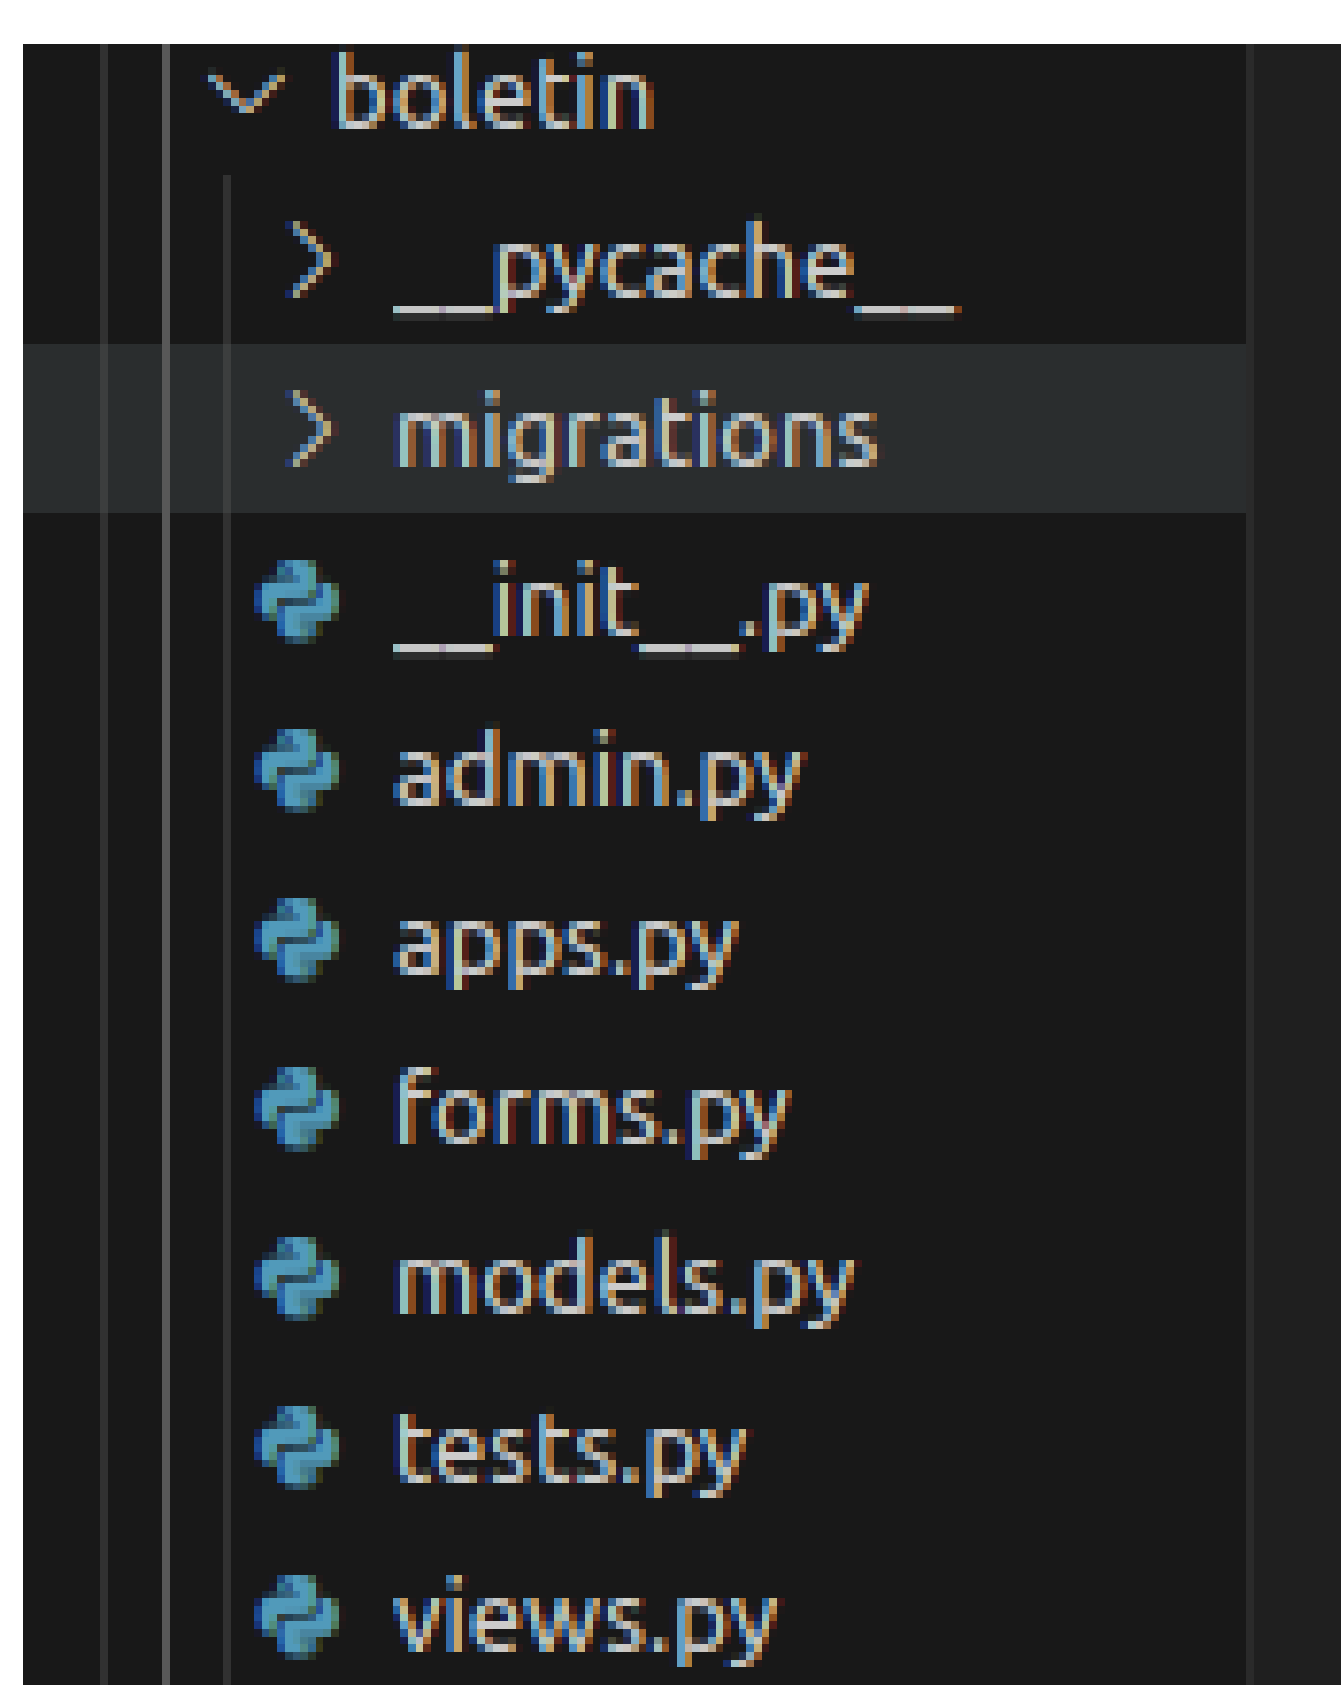 boletin
__pycache__
migrations
__init__.py
admin.py
apps.py
forms.py
models.py
tests.py
views.py